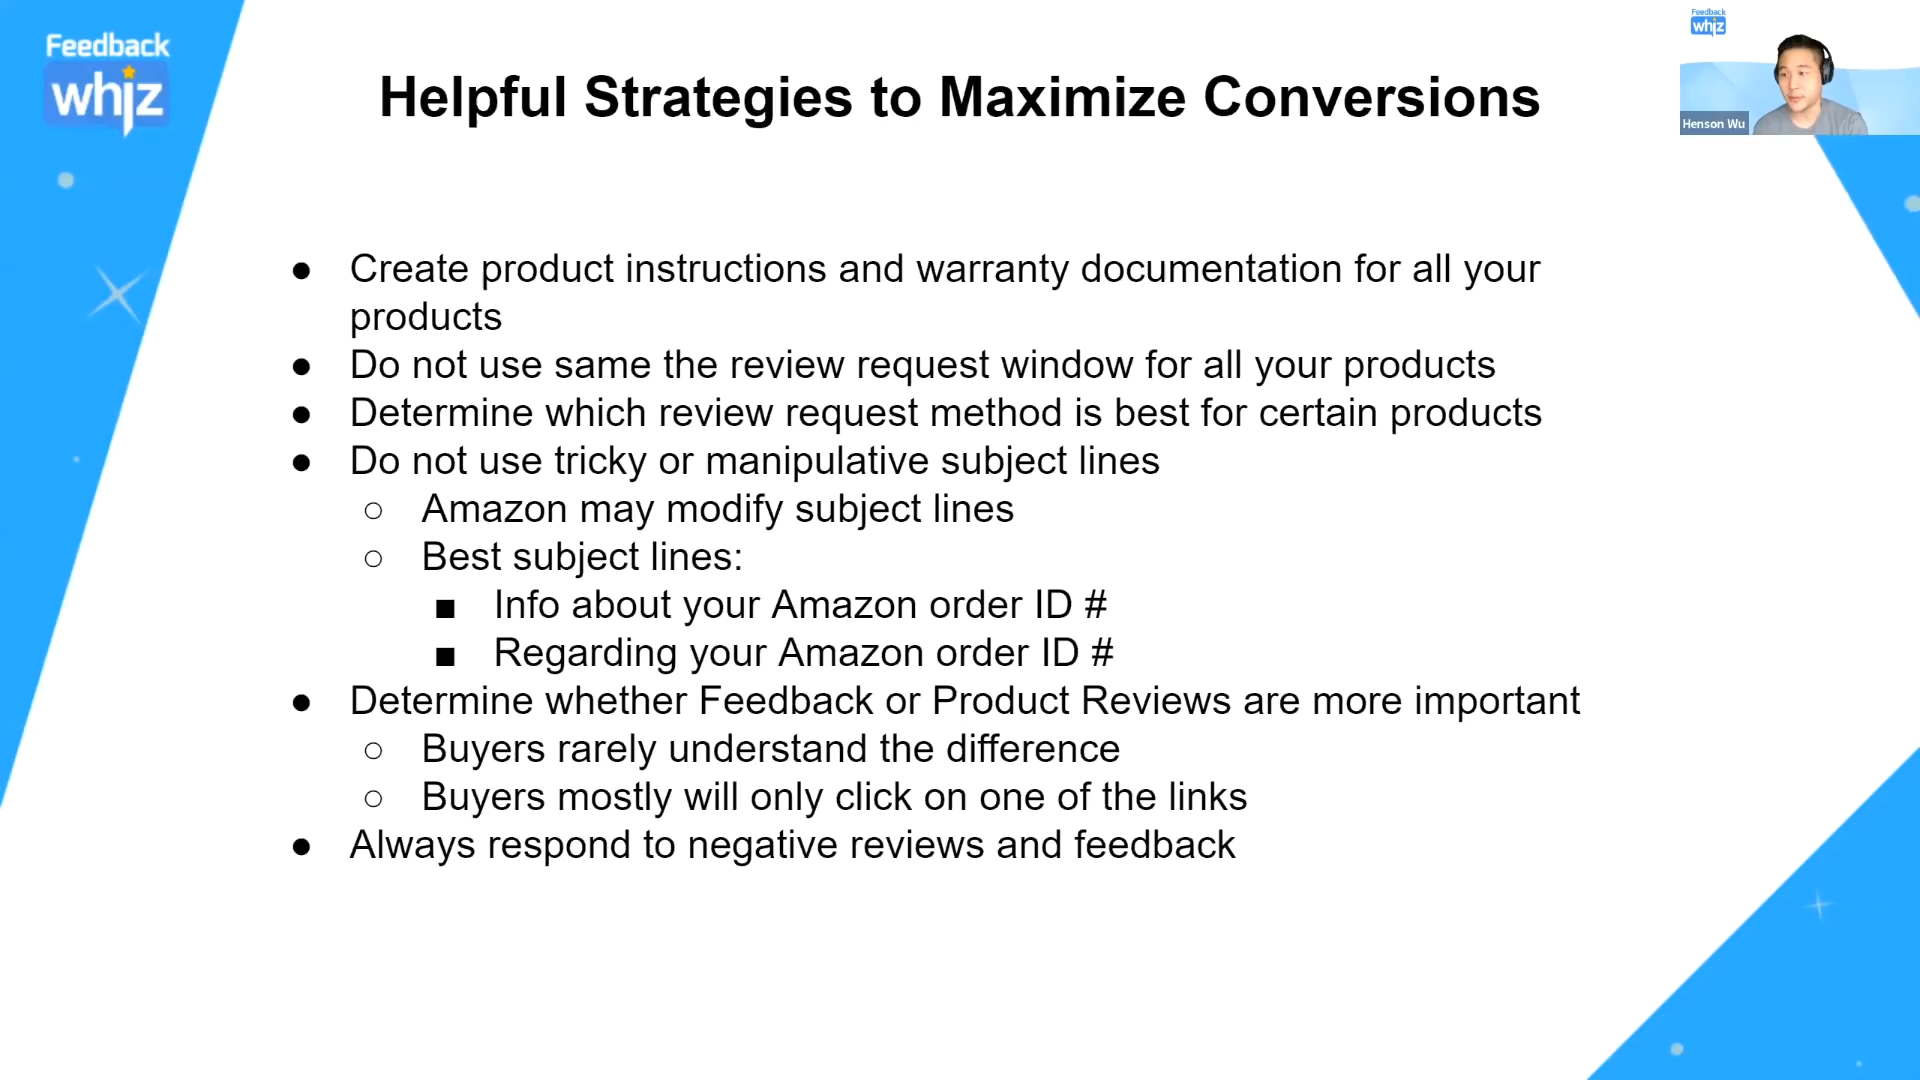 Feedback
whiz
Helpful Strategies to Maximize Conversions
Feedback
whiz
Henson Wu
● Create product instructions and warranty documentation for all your
products
● Do not use same the review request window for all your products
● Determine which review request method is best for certain products
● Do not use tricky or manipulative subject lines
○ Amazon may modify subject lines
○ Best subject lines:
■ Info about your Amazon order ID #
■ Regarding your Amazon order ID #
● Determine whether Feedback or Product Reviews are more important
○ Buyers rarely understand the difference
○ Buyers mostly will only click on one of the links
● Always respond to negative reviews and feedback